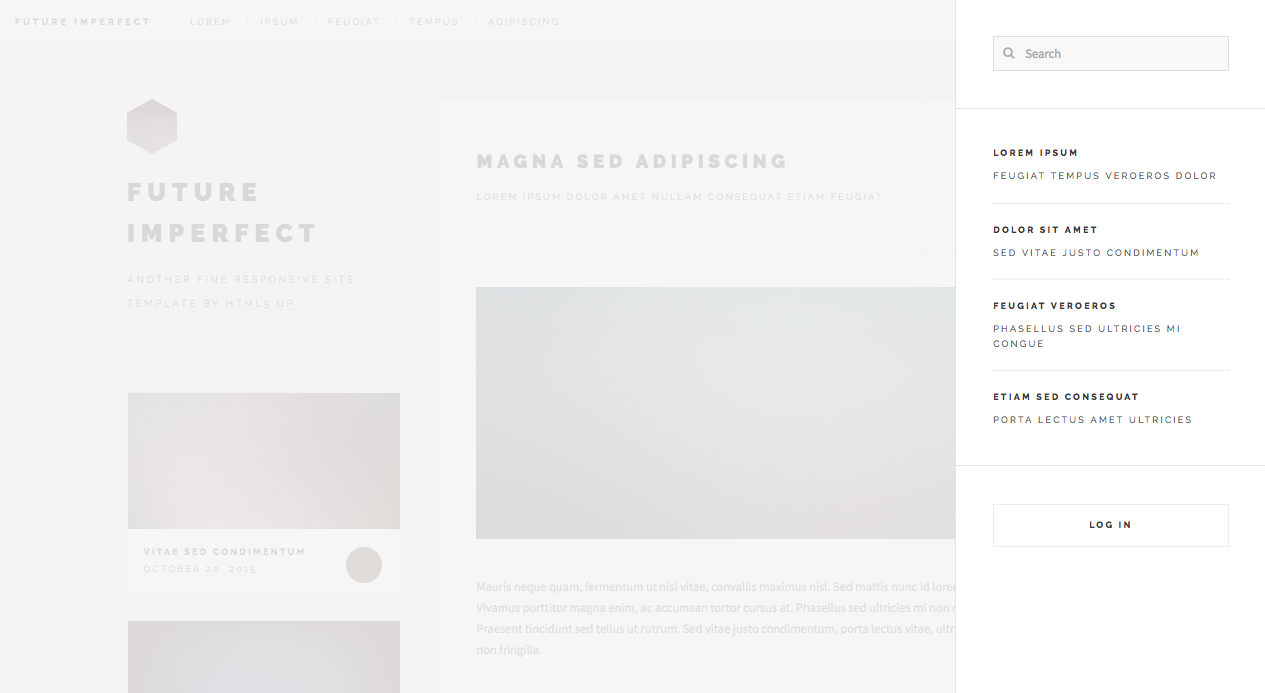 FUTURE IMPERFECT
LOREM
IPSUM
FEUGIAT
TEMPUS
ADIPISCING
FUTURE
IMPERFECT
ANOTHER FINE RESPONSIVE SITE
TEMPLATE BY HTML5 UP
VITAE SED CONDIMENTUM
OCTOBER 20, 2015
MAGNA SED ADIPISCING
LOREM IPSUM DOLOR AMET NULLAM CONSEQUAT ETIAM FEUGIAT
Mauris neque quam, fermentum ut nisl vitae, convallis maximus nisl. Sed mattis nunc id
Vivamus porttitor magna enim, ac accumsan tortor cursus at. Phasellus sed ultricies mi non
Praesent tincidunt sed tellus ut rutrum. Sed vitae justo condimentum, porta lectus vitae,
non fringilla.
Search
LOREM IPSUM
FEUGIAT TEMPUS VEROEROS DOLOR
DOLOR SIT AMET
SED VITAE JUSTO CONDIMENTUM
FEUGIAT VEROEROS
PHASELLUS SED ULTRICIES MI
CONGUE
ETIAM SED CONSEQUAT
PORTA LECTUS AMET ULTRICIES
LOG IN